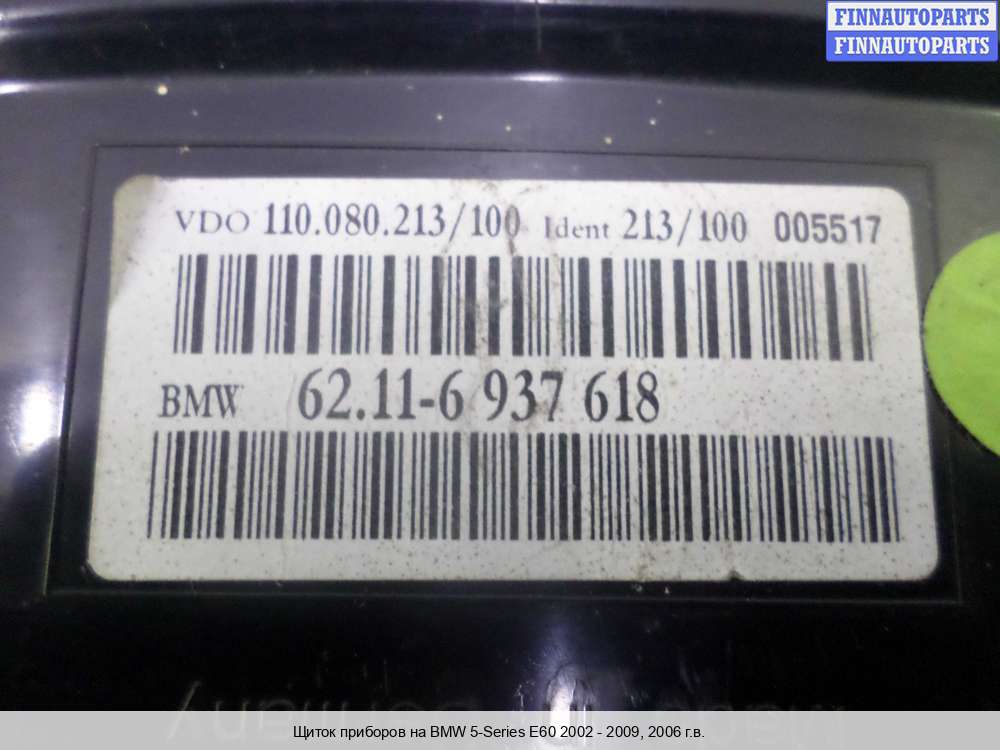 FINNAUTOPARTS
FINNAUTOPARTS
VDO 110.080.213/100 Ident 213/100 005517
BMW 62.11-6 937 618
Щиток приборов на BMW 5-Series E60 2002 - 2009, 2006 г.в.